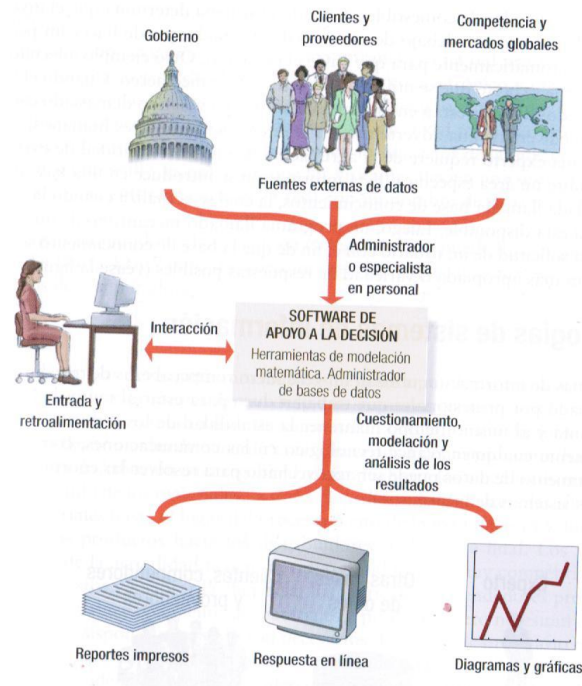 Gobierno
Clientes y
proveedores
Competencia y
mercados globales
Fuentes externas de datos
Administrador
o especialista
en personal
Interacción
SOFTWARE DE
APOYO A LA DECISIÓN
Herramientas de modelación
matemática. Administrador
de bases de datos
Entrada y
retroalimentación
Cuestionamiento,
modelación y
análisis de los
resultados
Reportes impresos
Respuesta en línea
Diagramas y gráficas